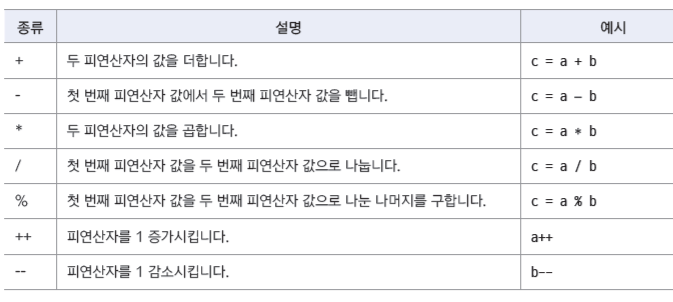 종류 설명 예시
+ 두 피연산자의 값을 더합니다. c = a + b
- 첫 번째 피연산자 값에서 두 번째 피연산자 값을 뺍니다. c = a – b
* 두 피연산자의 값을 곱합니다. c = a * b
/ 첫 번째 피연산자 값을 두 번째 피연산자 값으로 나눕니다. c = a / b
% 첫 번째 피연산자 값을 두 번째 피연산자 값으로 나눈 나머지를 구합니다. c = a % b
++ 피연산자를 1 증가시킵니다. a++
-- 피연산자를 1 감소시킵니다. b--